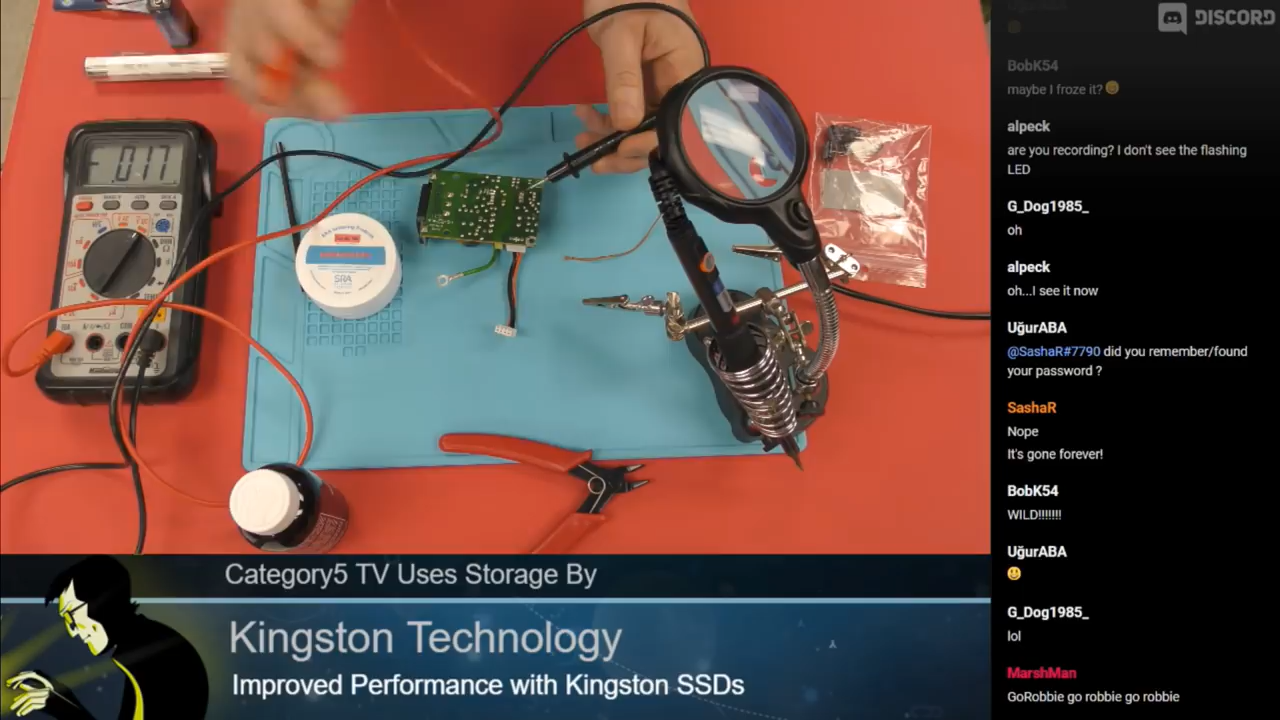 .017
SRA
Category5 TV Uses Storage By
Kingston Technology
Improved Performance with Kingston SSDs
DISCORD
UğurABA
BobK54
maybe I froze it?
alpeck
are you recording? I don't see the flashing
LED
G_Dog1985_
oh
alpeck
oh...I see it now
UğurABA
@SashaR#7790 did you remember/found
your password ?
SashaR
Nope
It's gone forever!
BobK54
WILD!!!!!!!
UğurABA
G_Dog1985_
lol
MarshMan
GoRobbie go robbie go robbie